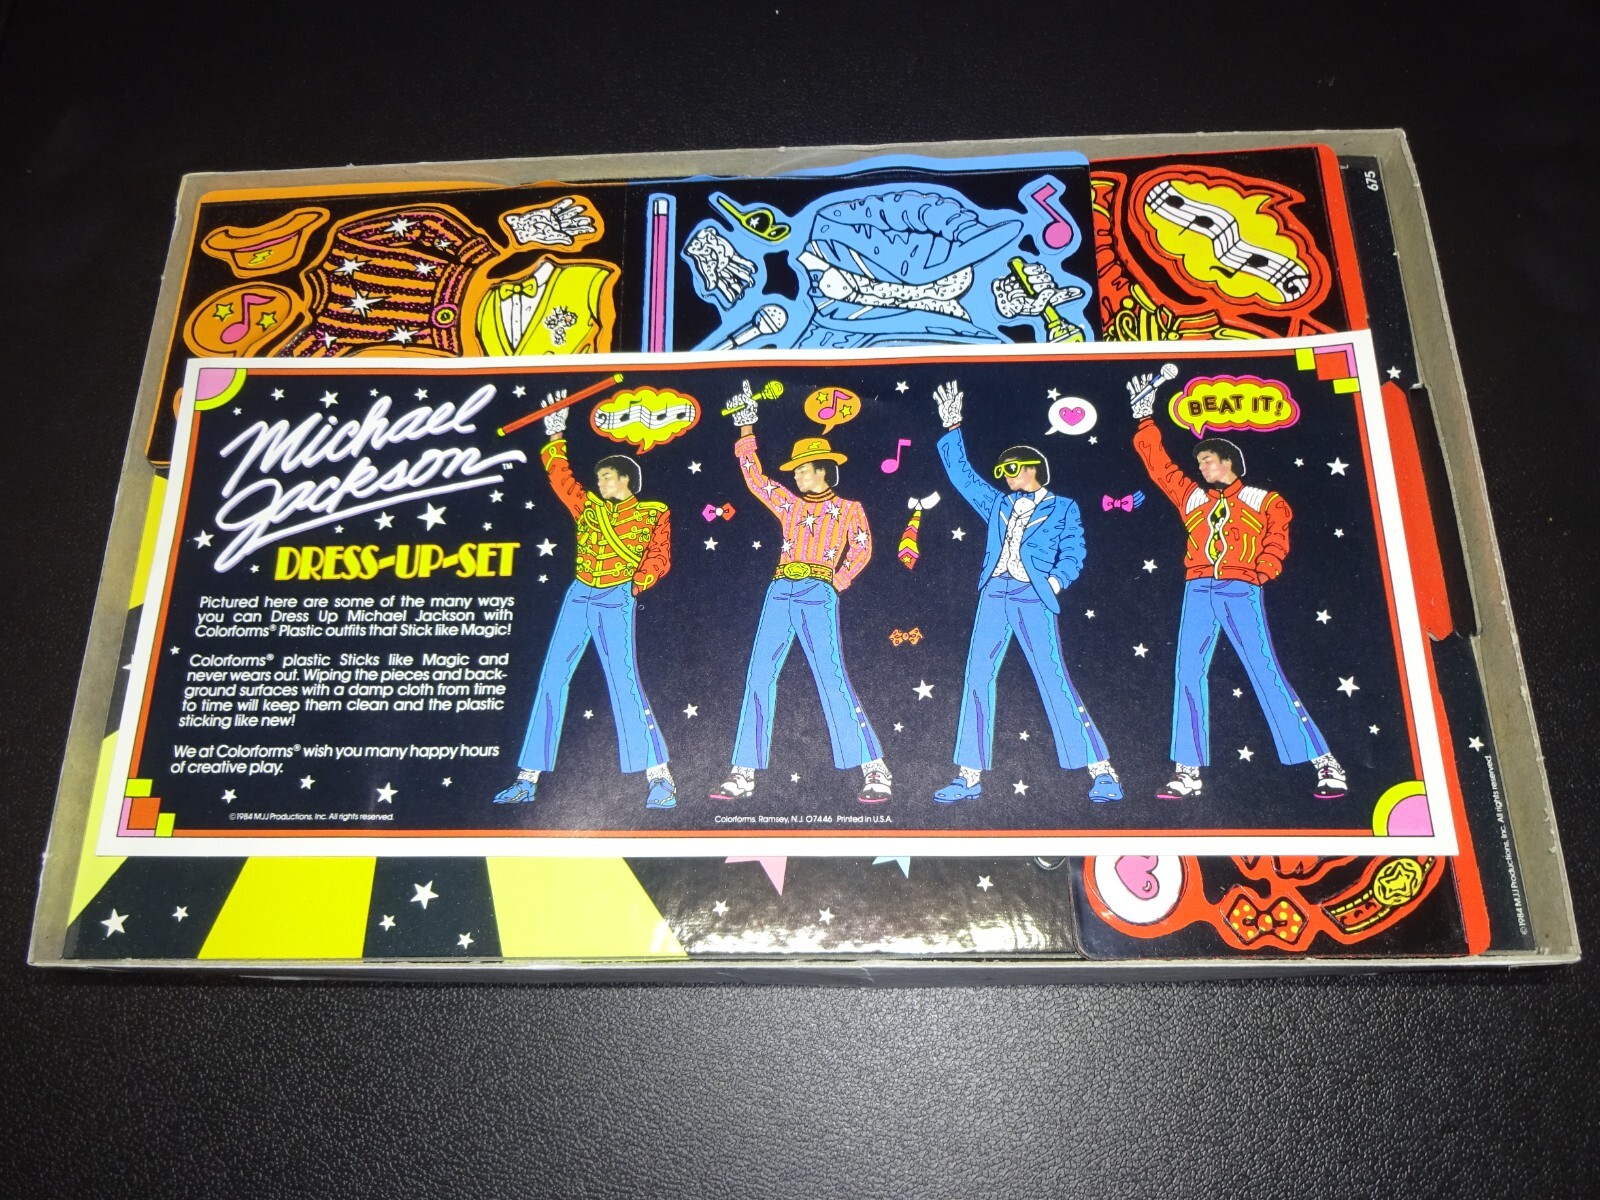 675
Michael
Jackson™
DRESS-UP-SET
Pictured here are some of the many ways
you can Dress Up Michael Jackson with
Colorforms® Plastic outfits that Stick like Magic!
Colorforms® plastic Sticks like Magic and
never wears out. Wiping the pieces and back-
ground surfaces with a damp cloth from time
to time will keep them clean and the plastic
sticking like new!
We at Colorforms® wish you many happy hours
of creative play.
©1984 MJJ Productions, Inc. All rights reserved.
Colorforms, Ramsey, N.J. 07446 Printed in U.S.A.
BEAT IT!
©1984 MJJ Productions, Inc. All rights reserved.